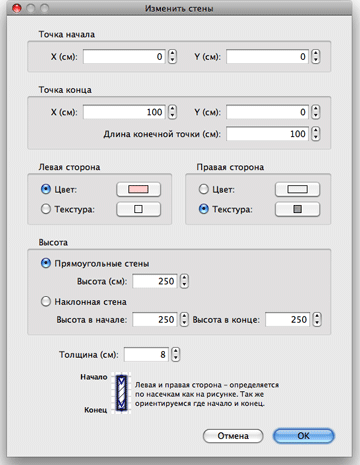 Изменить стены
Точка начала
X (см): 0 Y (см): 0
Точка конца
X (см): 100 Y (см): 0
Длина конечной точки (см): 100
Левая сторона Правая сторона
Цвет: Цвет:
Текстура: Текстура:
Высота
Прямоугольные стены
Высота (см): 250
Наклонная стена
Высота в начале: 250 Высота в конце: 250
Толщина (см): 8
Начало
Левая и правая сторона – определяется
по насечкам как на рисунке. Так же
ориентируемся где начало и конец.
Конец
Отмена OK